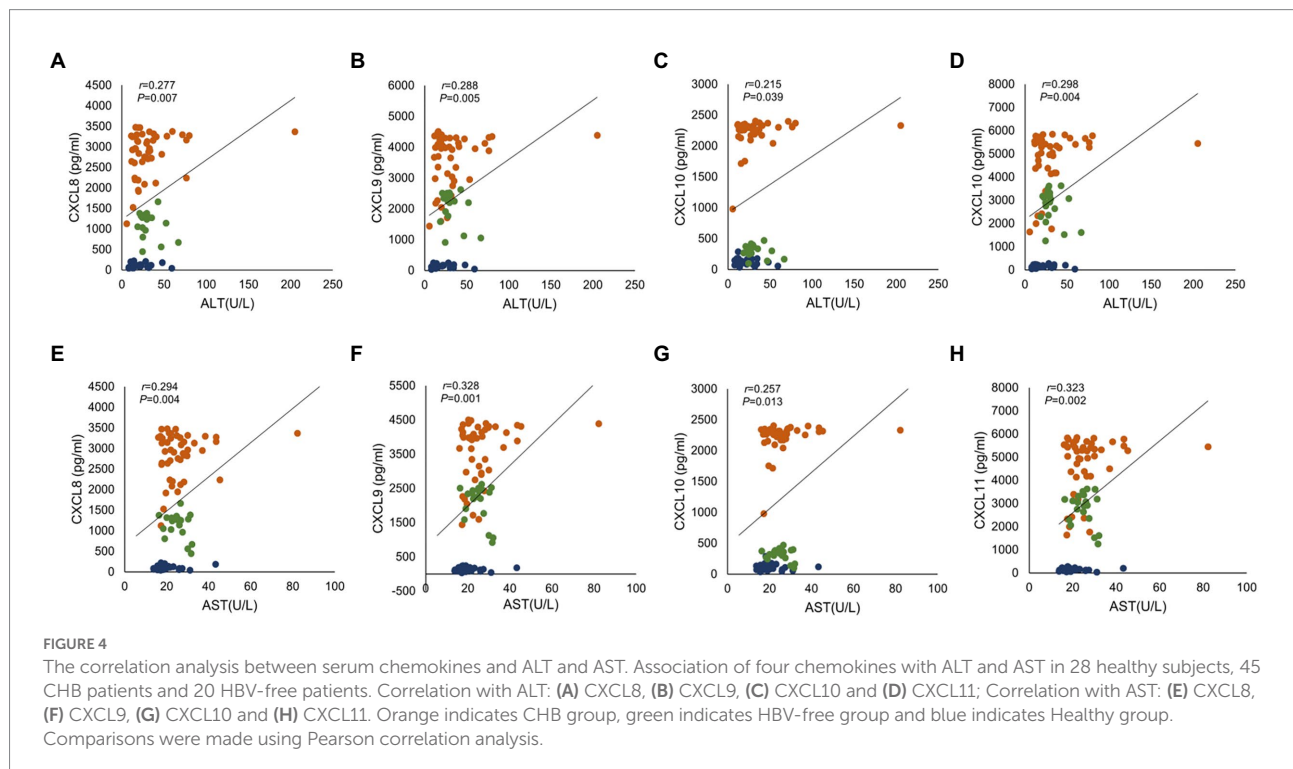 A
r=0.277
P=0.007
4500
4000
3500
3000
2500
2000
1500
1000
500
0
CXCL8 (pg/ml)
0 50 100 150 200 250
ALT(U/L)
B
r=0.288
P=0.005
6000
5000
4000
3000
2000
1000
0
CXCL9 (pg/ml)
0 50 100 150 200 250
ALT(U/L)
C
r=0.215
P=0.039
3000
2500
2000
1500
1000
500
0
CXCL10 (pg/ml)
0 50 100 150 200 250
ALT(U/L)
D
r=0.298
P=0.004
8000
7000
6000
5000
4000
3000
2000
1000
0
CXCL10 (pg/ml)
0 50 100 150 200 250
ALT(U/L)
E
r=0.294
P=0.004
4500
4000
3500
3000
2500
2000
1500
1000
500
0
CXCL8 (pg/ml)
0 20 40 60 80 100
AST(U/L)
F
r=0.328
P=0.001
5500
4500
3500
2500
1500
500
-500
CXCL9 (pg/ml)
0 20 40 60 80 100
AST(U/L)
G
r=0.257
P=0.013
3000
2500
2000
1500
1000
500
0
CXCL10 (pg/ml)
0 20 40 60 80 100
AST(U/L)
H
r=0.323
P=0.002
8000
7000
6000
5000
4000
3000
2000
1000
0
CXCL11 (pg/ml)
0 20 40 60 80 100
AST(U/L)
FIGURE 4
The correlation analysis between serum chemokines and ALT and AST. Association of four chemokines with ALT and AST in 28 healthy subjects, 45
CHB patients and 20 HBV-free patients. Correlation with ALT: (A) CXCL8, (B) CXCL9, (C) CXCL10 and (D) CXCL11; Correlation with AST: (E) CXCL8,
(F) CXCL9, (G) CXCL10 and (H) CXCL11. Orange indicates CHB group, green indicates HBV-free group and blue indicates Healthy group.
Comparisons were made using Pearson correlation analysis.